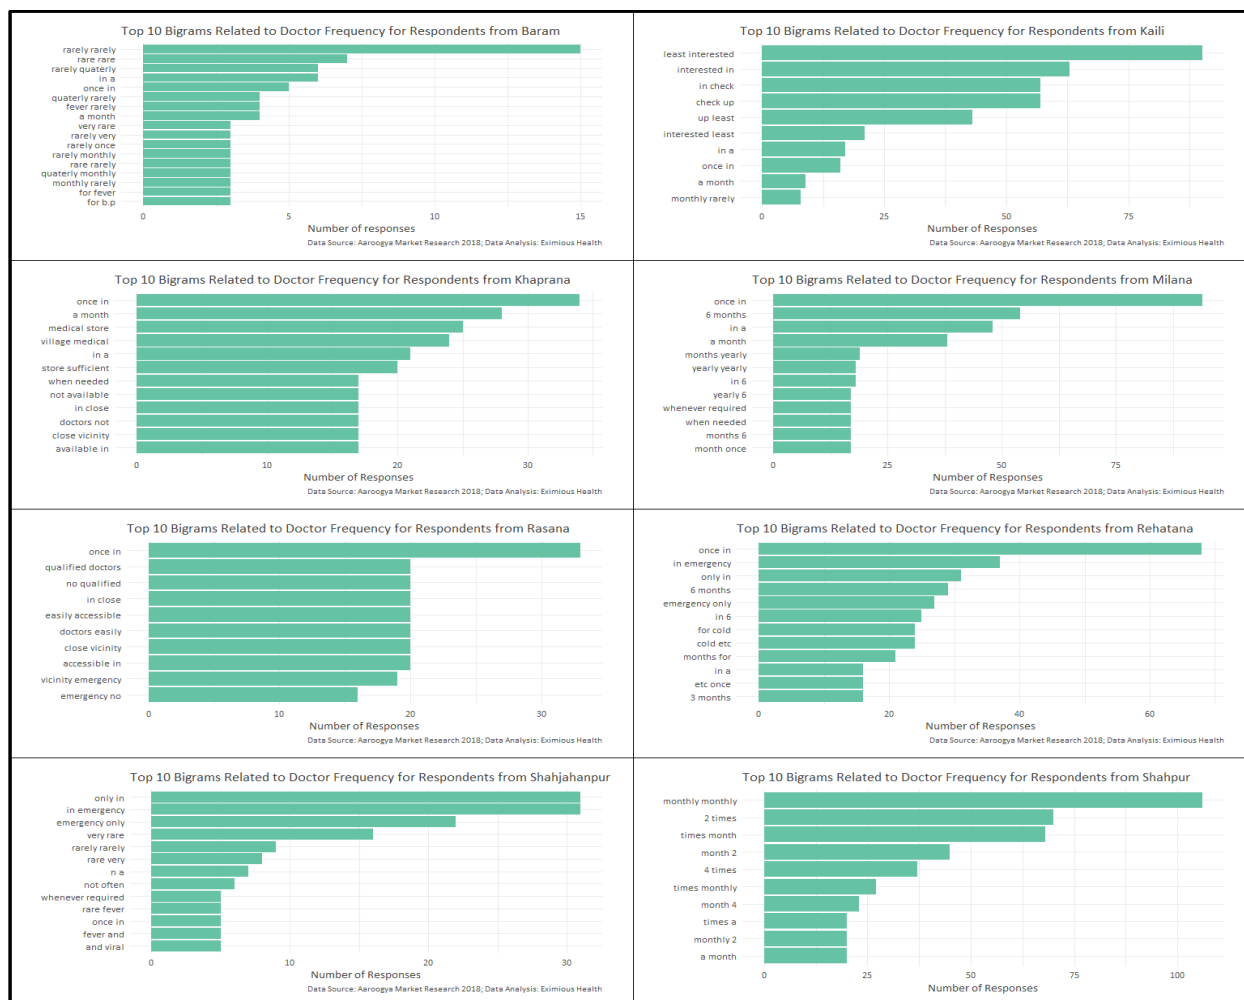 Top 10 Bigrams Related to Doctor Frequency for Respondents from Baram
rarely rarely
rare rare
rarely quaterly
in a
once in
quaterly rarely
fever rarely
a month
very rare
rarely very
rarely once
rarely monthly
rare rarely
quaterly monthly
monthly rarely
for fever
for b.p
0 5 10 15
Number of responses
Data Source: Aaroogya Market Research 2018; Data Analysis: Eximious Health
Top 10 Bigrams Related to Doctor Frequency for Respondents from Kaili
least interested
interested in
in check
check up
up least
interested least
in a
once in
a month
monthly rarely
0 25 50 75
Number of Responses
Data Source: Aaroogya Market Research 2018; Data Analysis: Eximious Health
Top 10 Bigrams Related to Doctor Frequency for Respondents from Khaprana
once in
a month
medical store
village medical
in a
store sufficient
when needed
not available
in close
doctors not
close vicinity
available in
0 10 20 30
Number of Responses
Data Source: Aaroogya Market Research 2018; Data Analysis: Eximious Health
Top 10 Bigrams Related to Doctor Frequency for Respondents from Milana
once in
6 months
in a
a month
months yearly
yearly yearly
in 6
yearly 6
whenever required
when needed
months 6
month once
0 25 50 75
Number of Responses
Data Source: Aaroogya Market Research 2018; Data Analysis: Eximious Health
Top 10 Bigrams Related to Doctor Frequency for Respondents from Rasana
once in
qualified doctors
no qualified
in close
easily accessible
doctors easily
close vicinity
accessible in
vicinity emergency
emergency no
0 10 20 30
Number of Responses
Data Source: Aaroogya Market Research 2018; Data Analysis: Eximious Health
Top 10 Bigrams Related to Doctor Frequency for Respondents from Rehatana
once in
in emergency
only in
6 months
emergency only
in 6
for cold
cold etc
months for
in a
etc once
3 months
0 20 40 60
Number of Responses
Data Source: Aaroogya Market Research 2018; Data Analysis: Eximious Health
Top 10 Bigrams Related to Doctor Frequency for Respondents from Shahjahanpur
only in
in emergency
emergency only
very rare
rarely rarely
rare very
n a
not often
whenever required
rare fever
once in
fever and
and viral
0 10 20 30
Number of Responses
Data Source: Aaroogya Market Research 2018; Data Analysis: Eximious Health
Top 10 Bigrams Related to Doctor Frequency for Respondents from Shahpur
monthly monthly
2 times
times month
month 2
4 times
times monthly
month 4
times a
monthly 2
a month
0 25 50 75 100
Number of Responses
Data Source: Aaroogya Market Research 2018; Data Analysis: Eximious Health